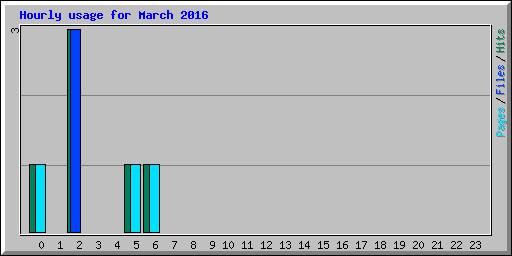 Hourly usage for March 2016
3
Pages/Files/Hits
0 1 2 3 4 5 6 7 8 9 10 11 12 13 14 15 16 17 18 19 20 21 22 23